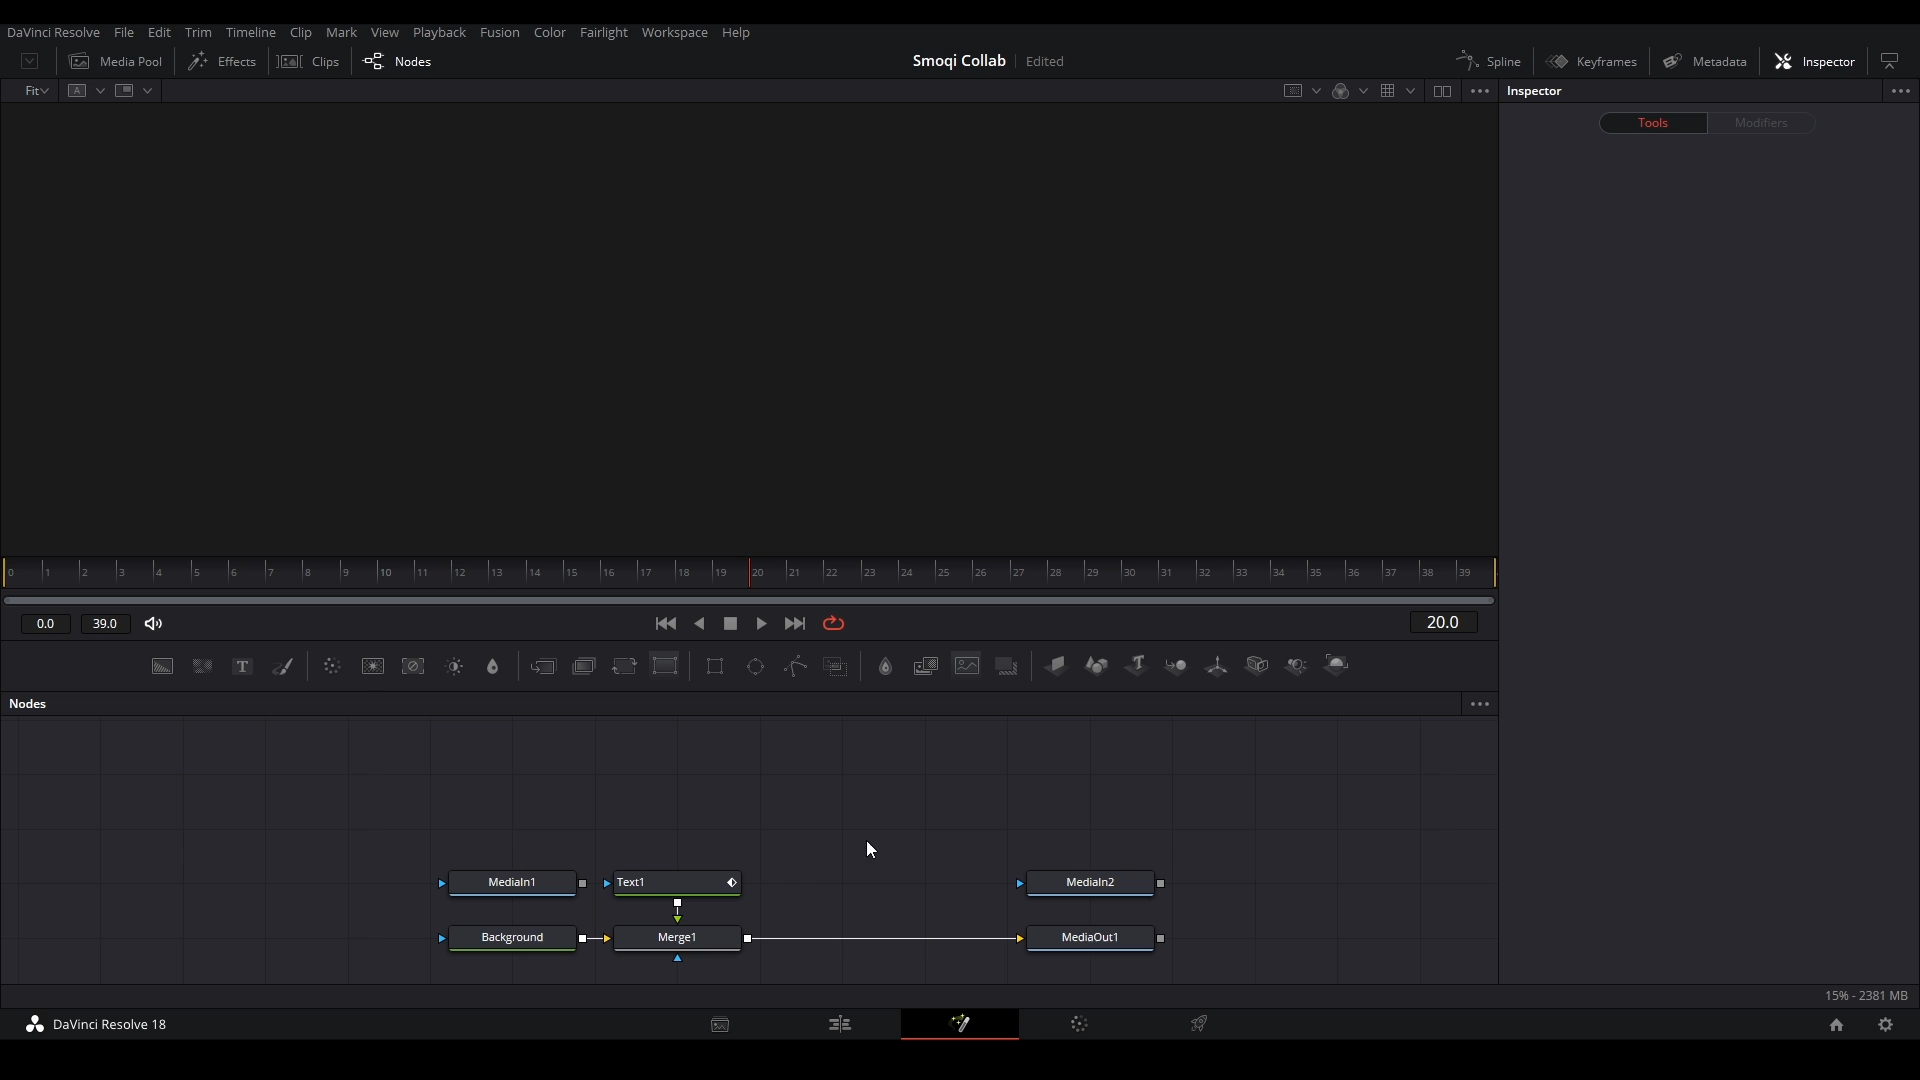 DaVinci Resolve File Edit Trim Timeline Clip Mark View Playback Fusion Color Fairlight Workspace Help
Media Pool Effects Clips Nodes Smoqi Collab Edited Spline Keyframes Metadata Inspector
Fit A Inspector
Tools Modifiers
0 1 2 3 4 5 6 7 8 9 10 11 12 13 14 15 16 17 18 19 20 21 22 23 24 25 26 27 28 29 30 31 32 33 34 35 36 37 38 39
0.0 39.0 20.0
T T
Nodes
MediaIn1 Text1 MediaIn2
Background Merge1 MediaOut1
15% - 2381 MB
DaVinci Resolve 18